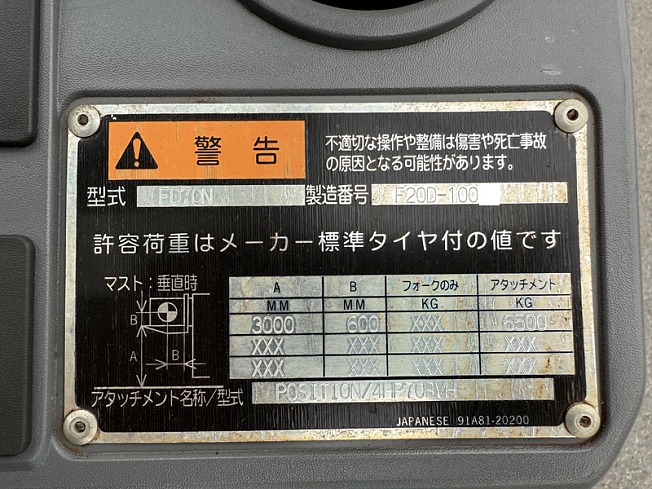 警告
不適切な操作や整備は傷害や死亡事故
の原因となる可能性があります。
型式 FD70N 製造番号 F20D-100
許容荷重はメーカー標準タイヤ付の値です
マスト：垂直時
A B フォークのみ アタッチメント
MM MM KG KG
3000 600 XXX 6500
XXX XXX XXX XXX
XXX XXX XXX XXX
B
A B
アタッチメント名称/型式
JAPANESE 91A81-20200